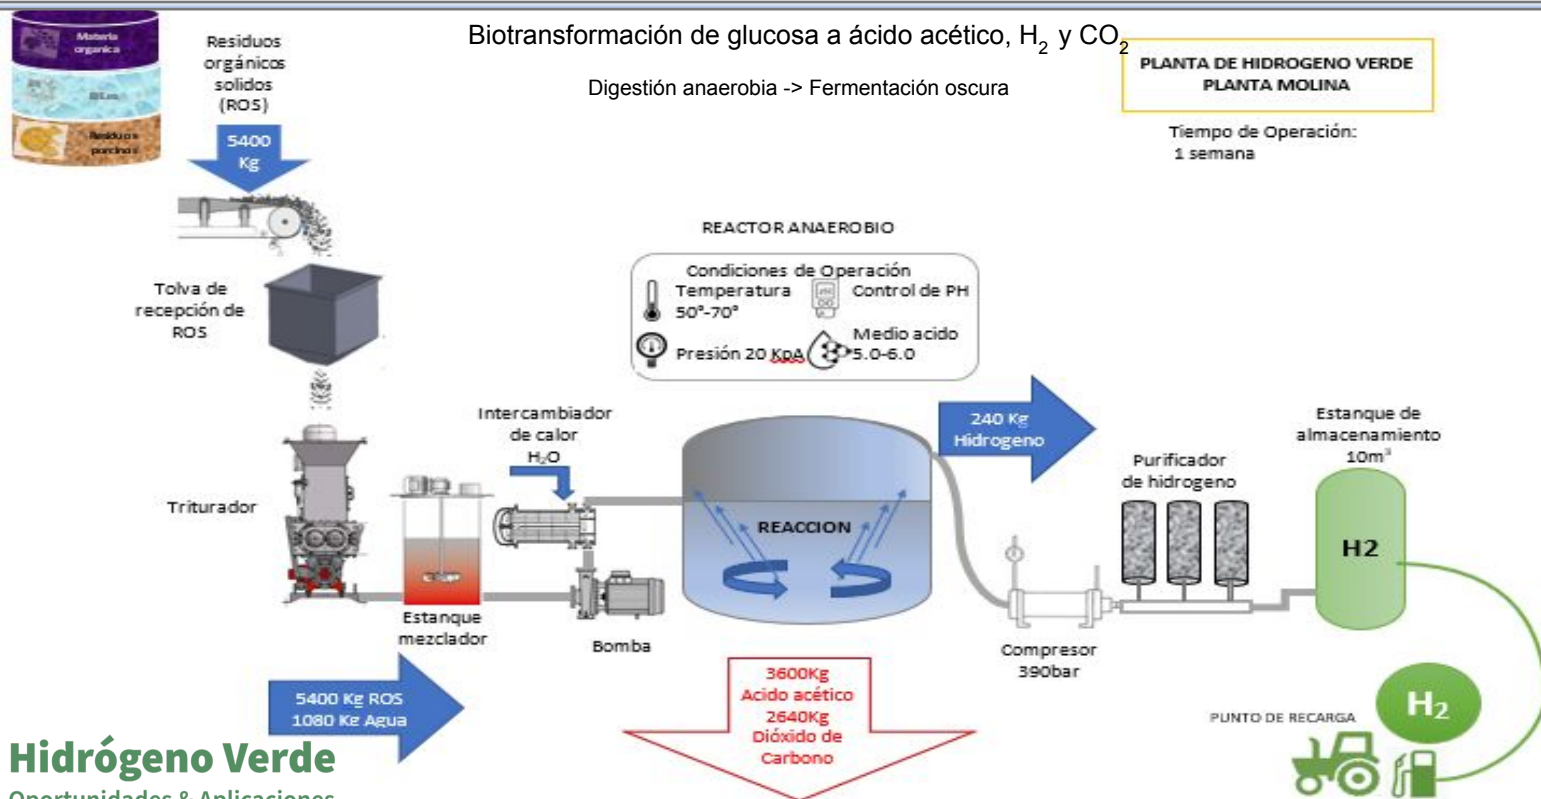 Biotransformación de glucosa a ácido acético, H₂ y CO₂
Digestión anaerobia -> Fermentación oscura
PLANTA DE HIDROGENO VERDE
PLANTA MOLINA
Tiempo de Operación:
1 semana
Materia
organica
RILes
Residuos
porcinos
Residuos
orgánicos
solidos
(ROS)
5400
Kg
Tolva de
recepción de
ROS
Triturador
REACTOR ANAEROBIO
Condiciones de Operación
Temperatura
50°-70°
Control de PH
Presión 20 KpA
Medio acido
5.0-6.0
Intercambiador
de calor
H₂O
240 Kg
Hidrogeno
Estanque de
almacenamiento
10m³
Purificador
de hidrogeno
REACCION
H2
Estanque
mezclador
Bomba
Compresor
390bar
5400 Kg ROS
1080 Kg Agua
3600Kg
Acido acético
2640Kg
Dióxido de
Carbono
PUNTO DE RECARGA
H₂
Hidrógeno Verde
Oportunidades & Aplicaciones